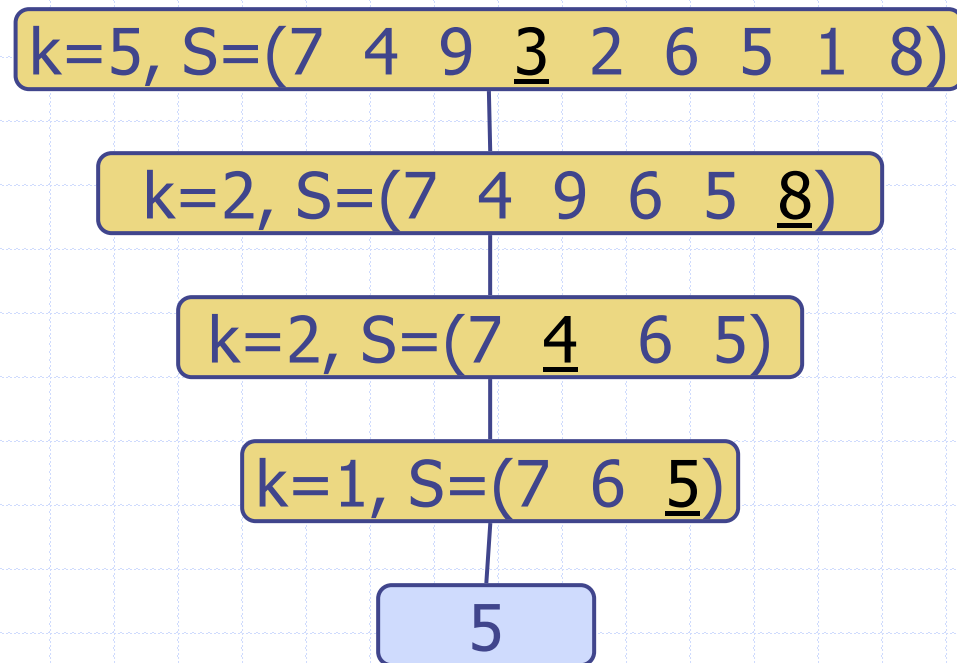 k=5, S=(7 4 9 3 2 6 5 1 8)
k=2, S=(7 4 9 6 5 8)
k=2, S=(7 4 6 5)
k=1, S=(7 6 5)
5